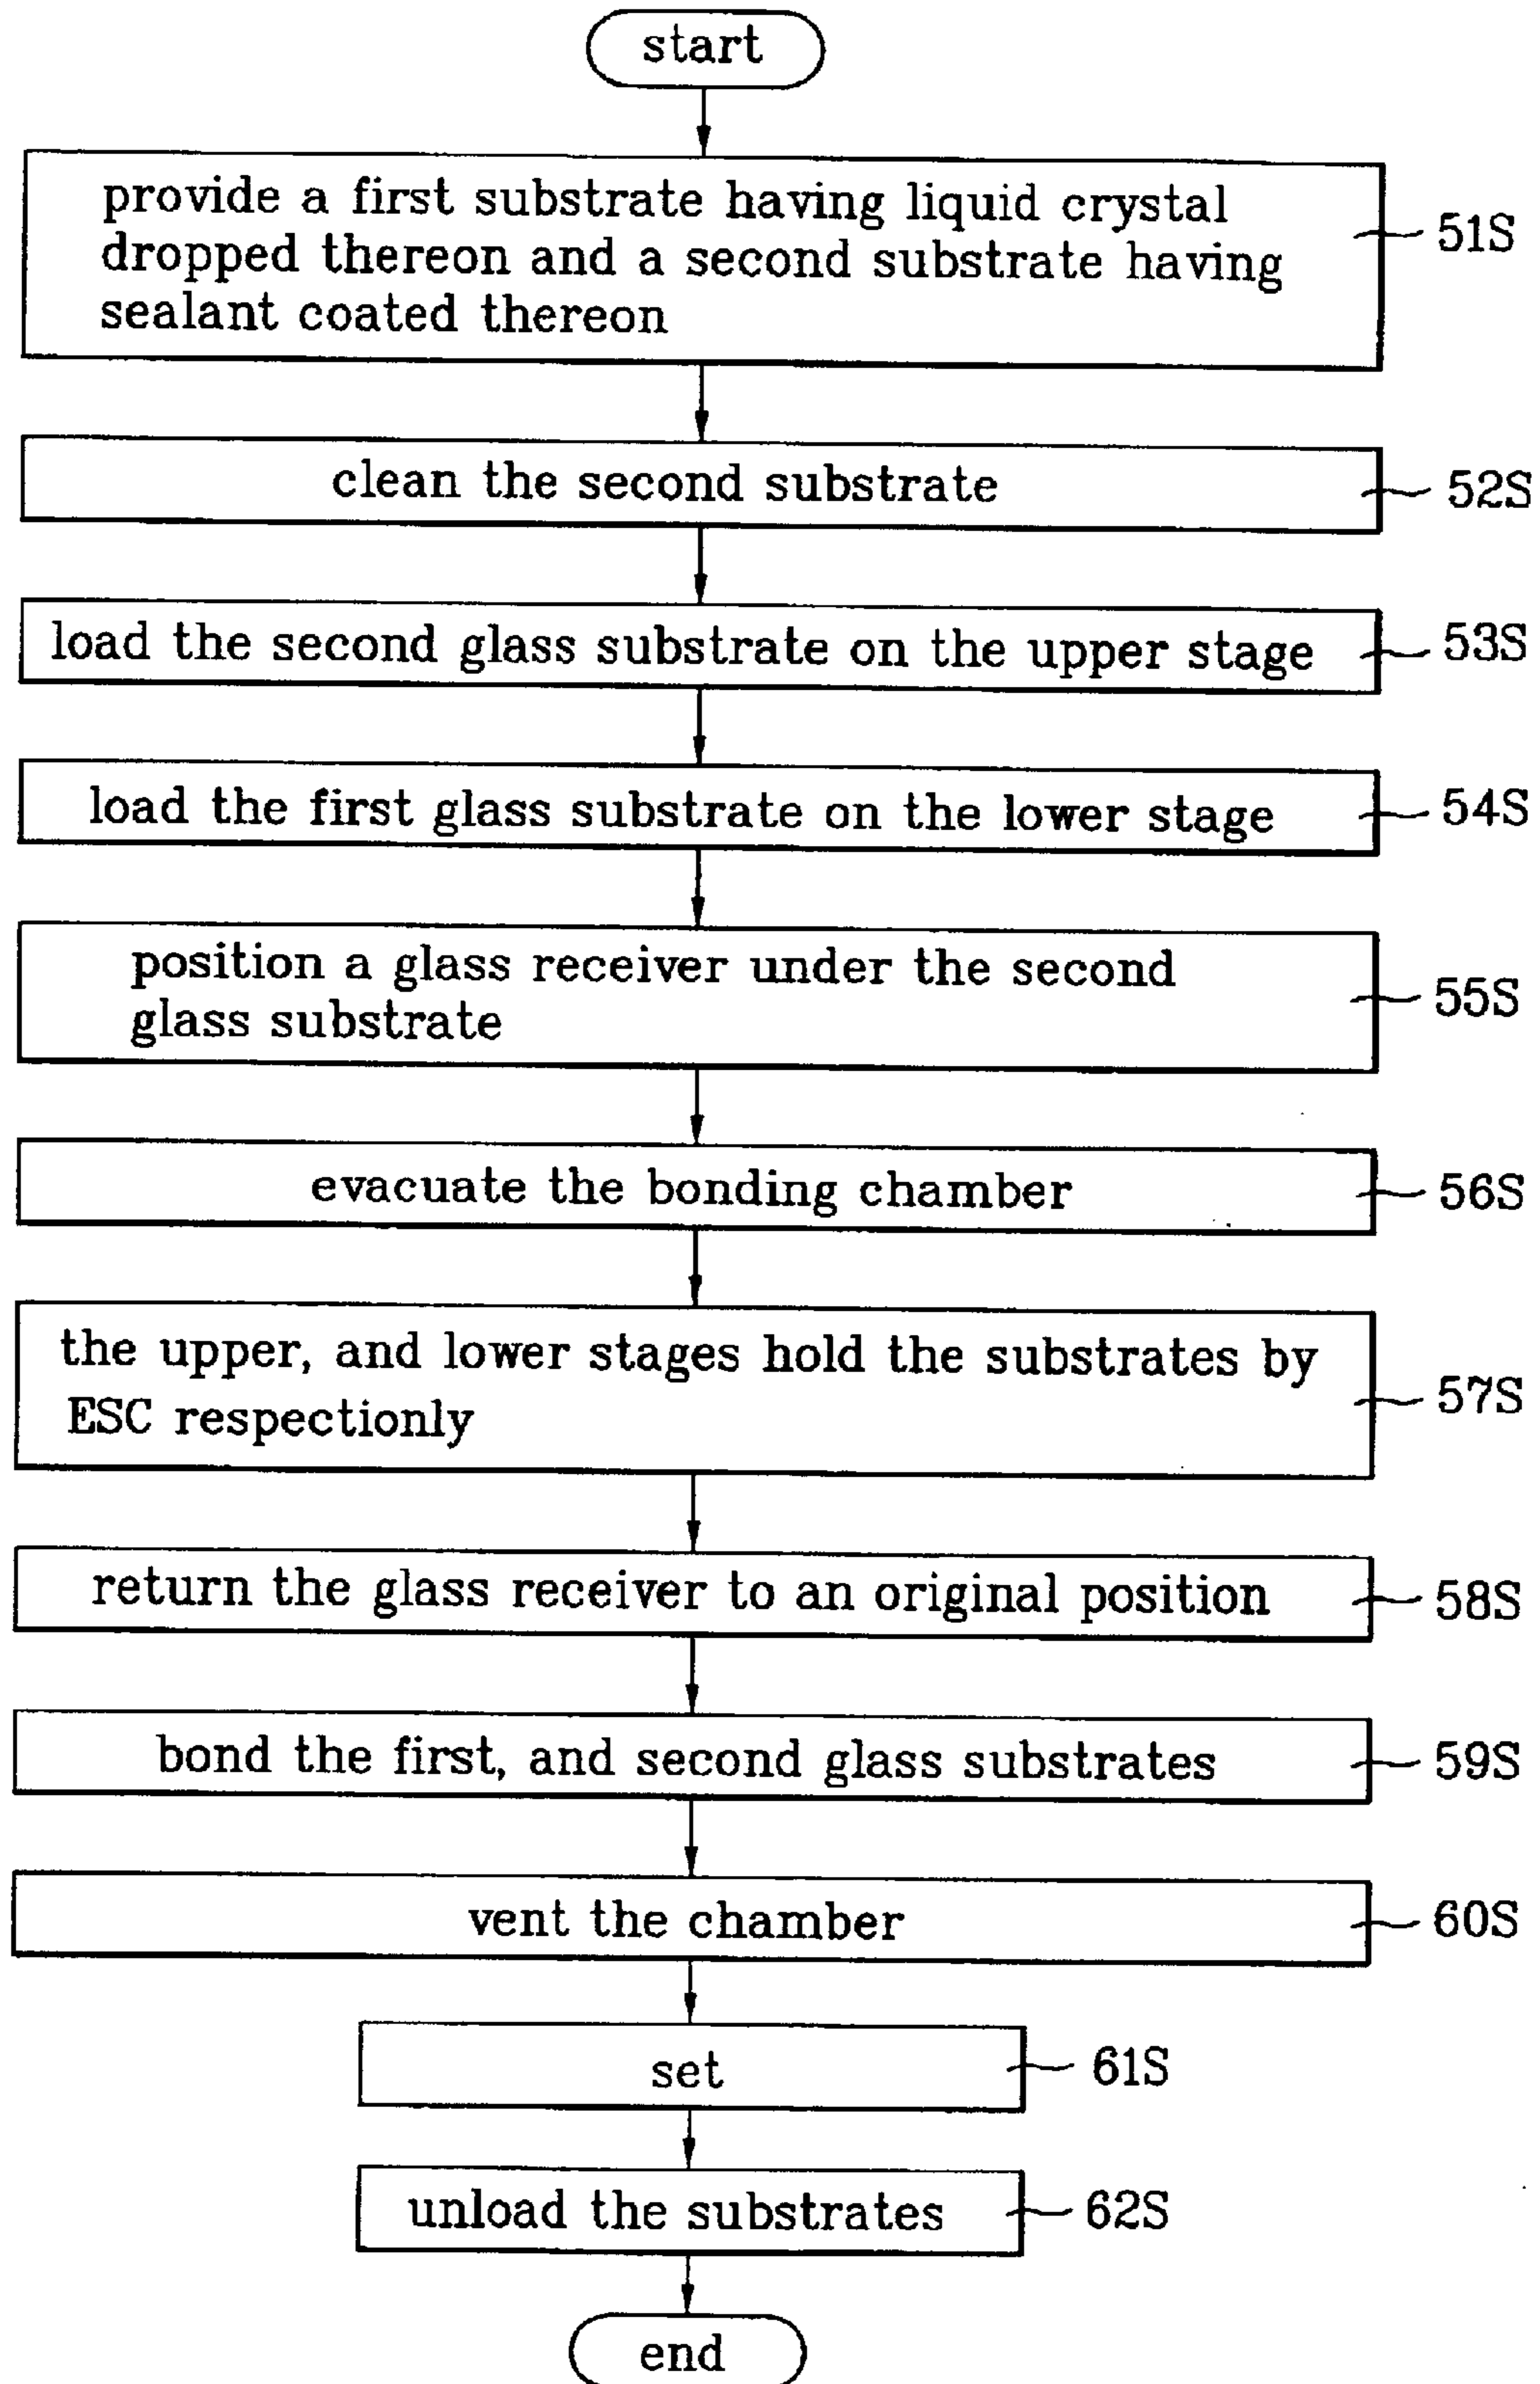 start
provide a first substrate having liquid crystal
dropped thereon and a second substrate having
sealant coated thereon
51S
clean the second substrate
52S
load the second glass substrate on the upper stage
53S
load the first glass substrate on the lower stage
54S
position a glass receiver under the second
glass substrate
55S
evacuate the bonding chamber
56S
the upper, and lower stages hold the substrates by
ESC respectionly
57S
return the glass receiver to an original position
58S
bond the first, and second glass substrates
59S
vent the chamber
60S
set
61S
unload the substrates
62S
end